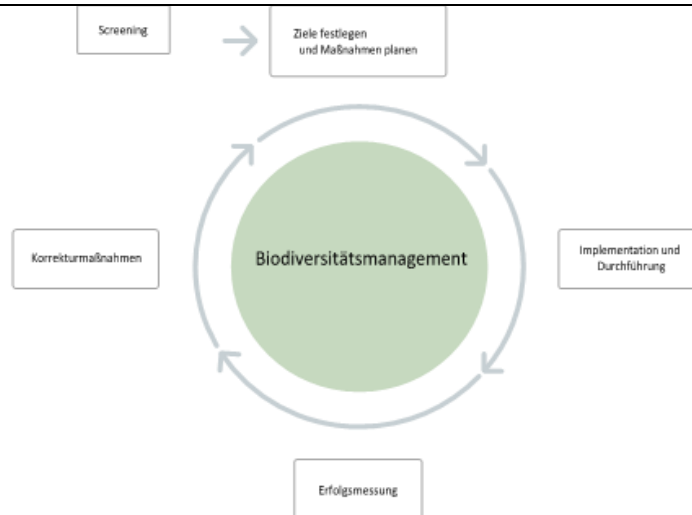 Screening
Ziele festlegen
und Maßnahmen planen
Biodiversitätsmanagement
Korrekturmaßnahmen
Implementation und
Durchführung
Erfolgsmessung